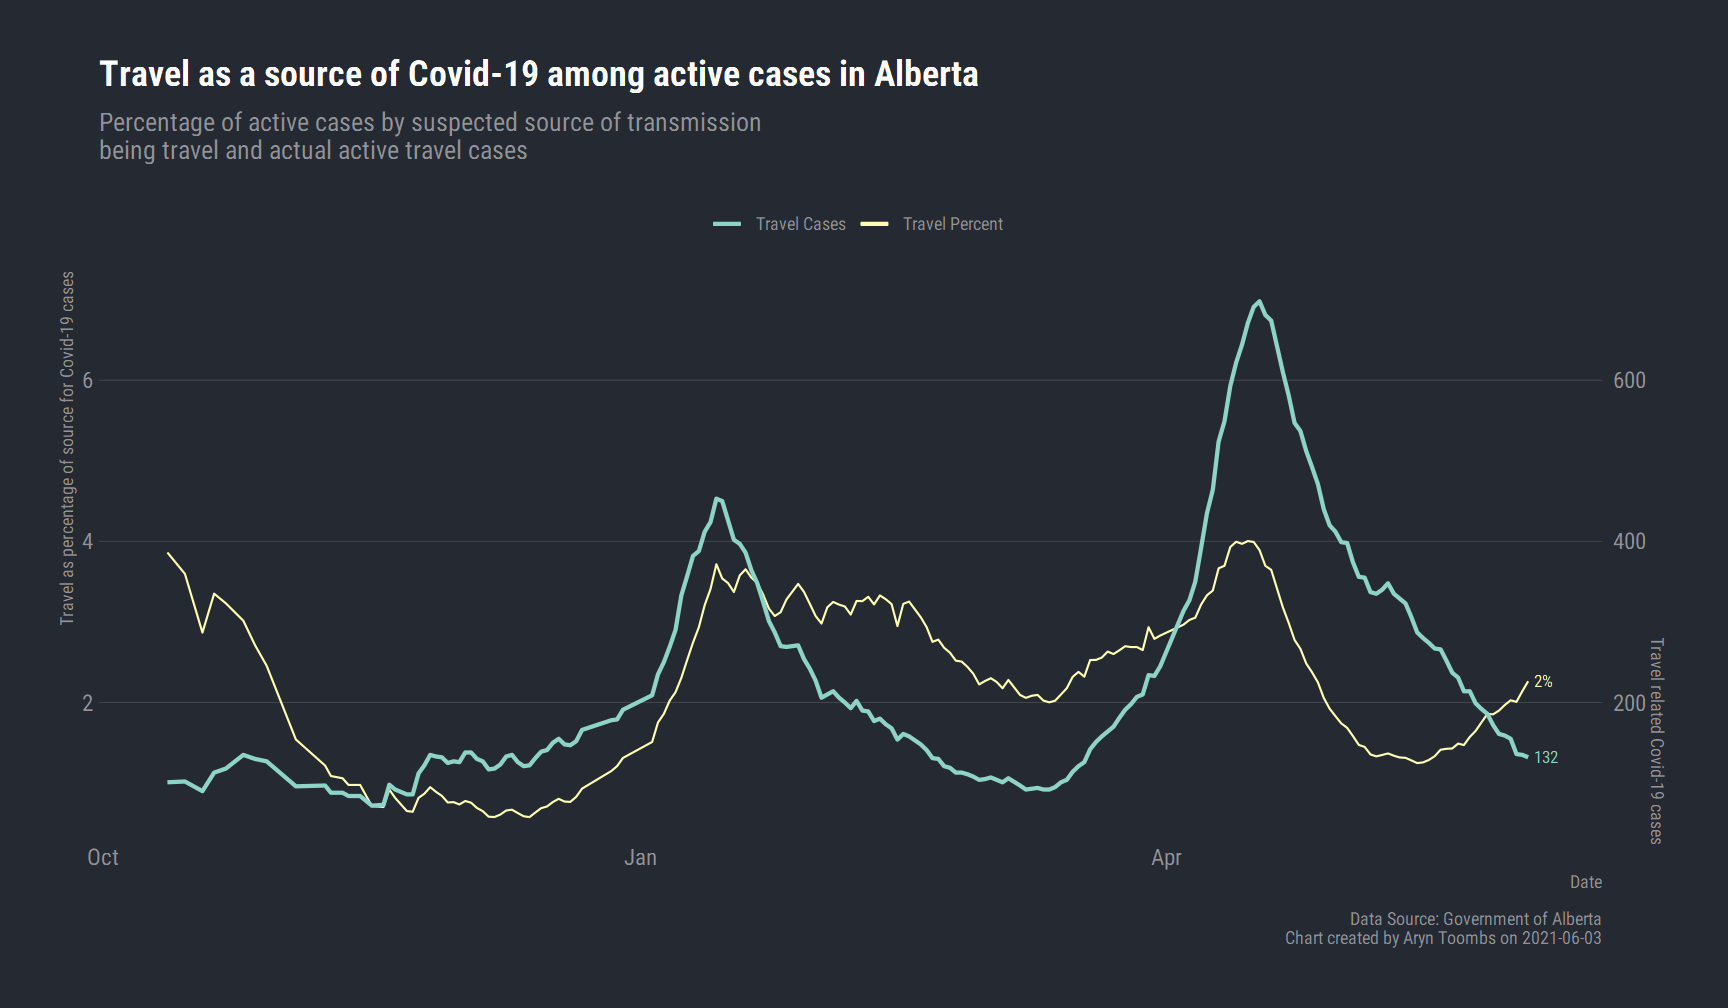 Travel as a source of Covid-19 among active cases in Alberta
Percentage of active cases by suspected source of transmission
being travel and actual active travel cases
Travel Cases
Travel Percent
Travel as percentage of source for Covid-19 cases
6
4
2
600
400
200
Travel related Covid-19 cases
2%
132
Oct
Jan
Apr
Date
Data Source: Government of Alberta
Chart created by Aryn Toombs on 2021-06-03